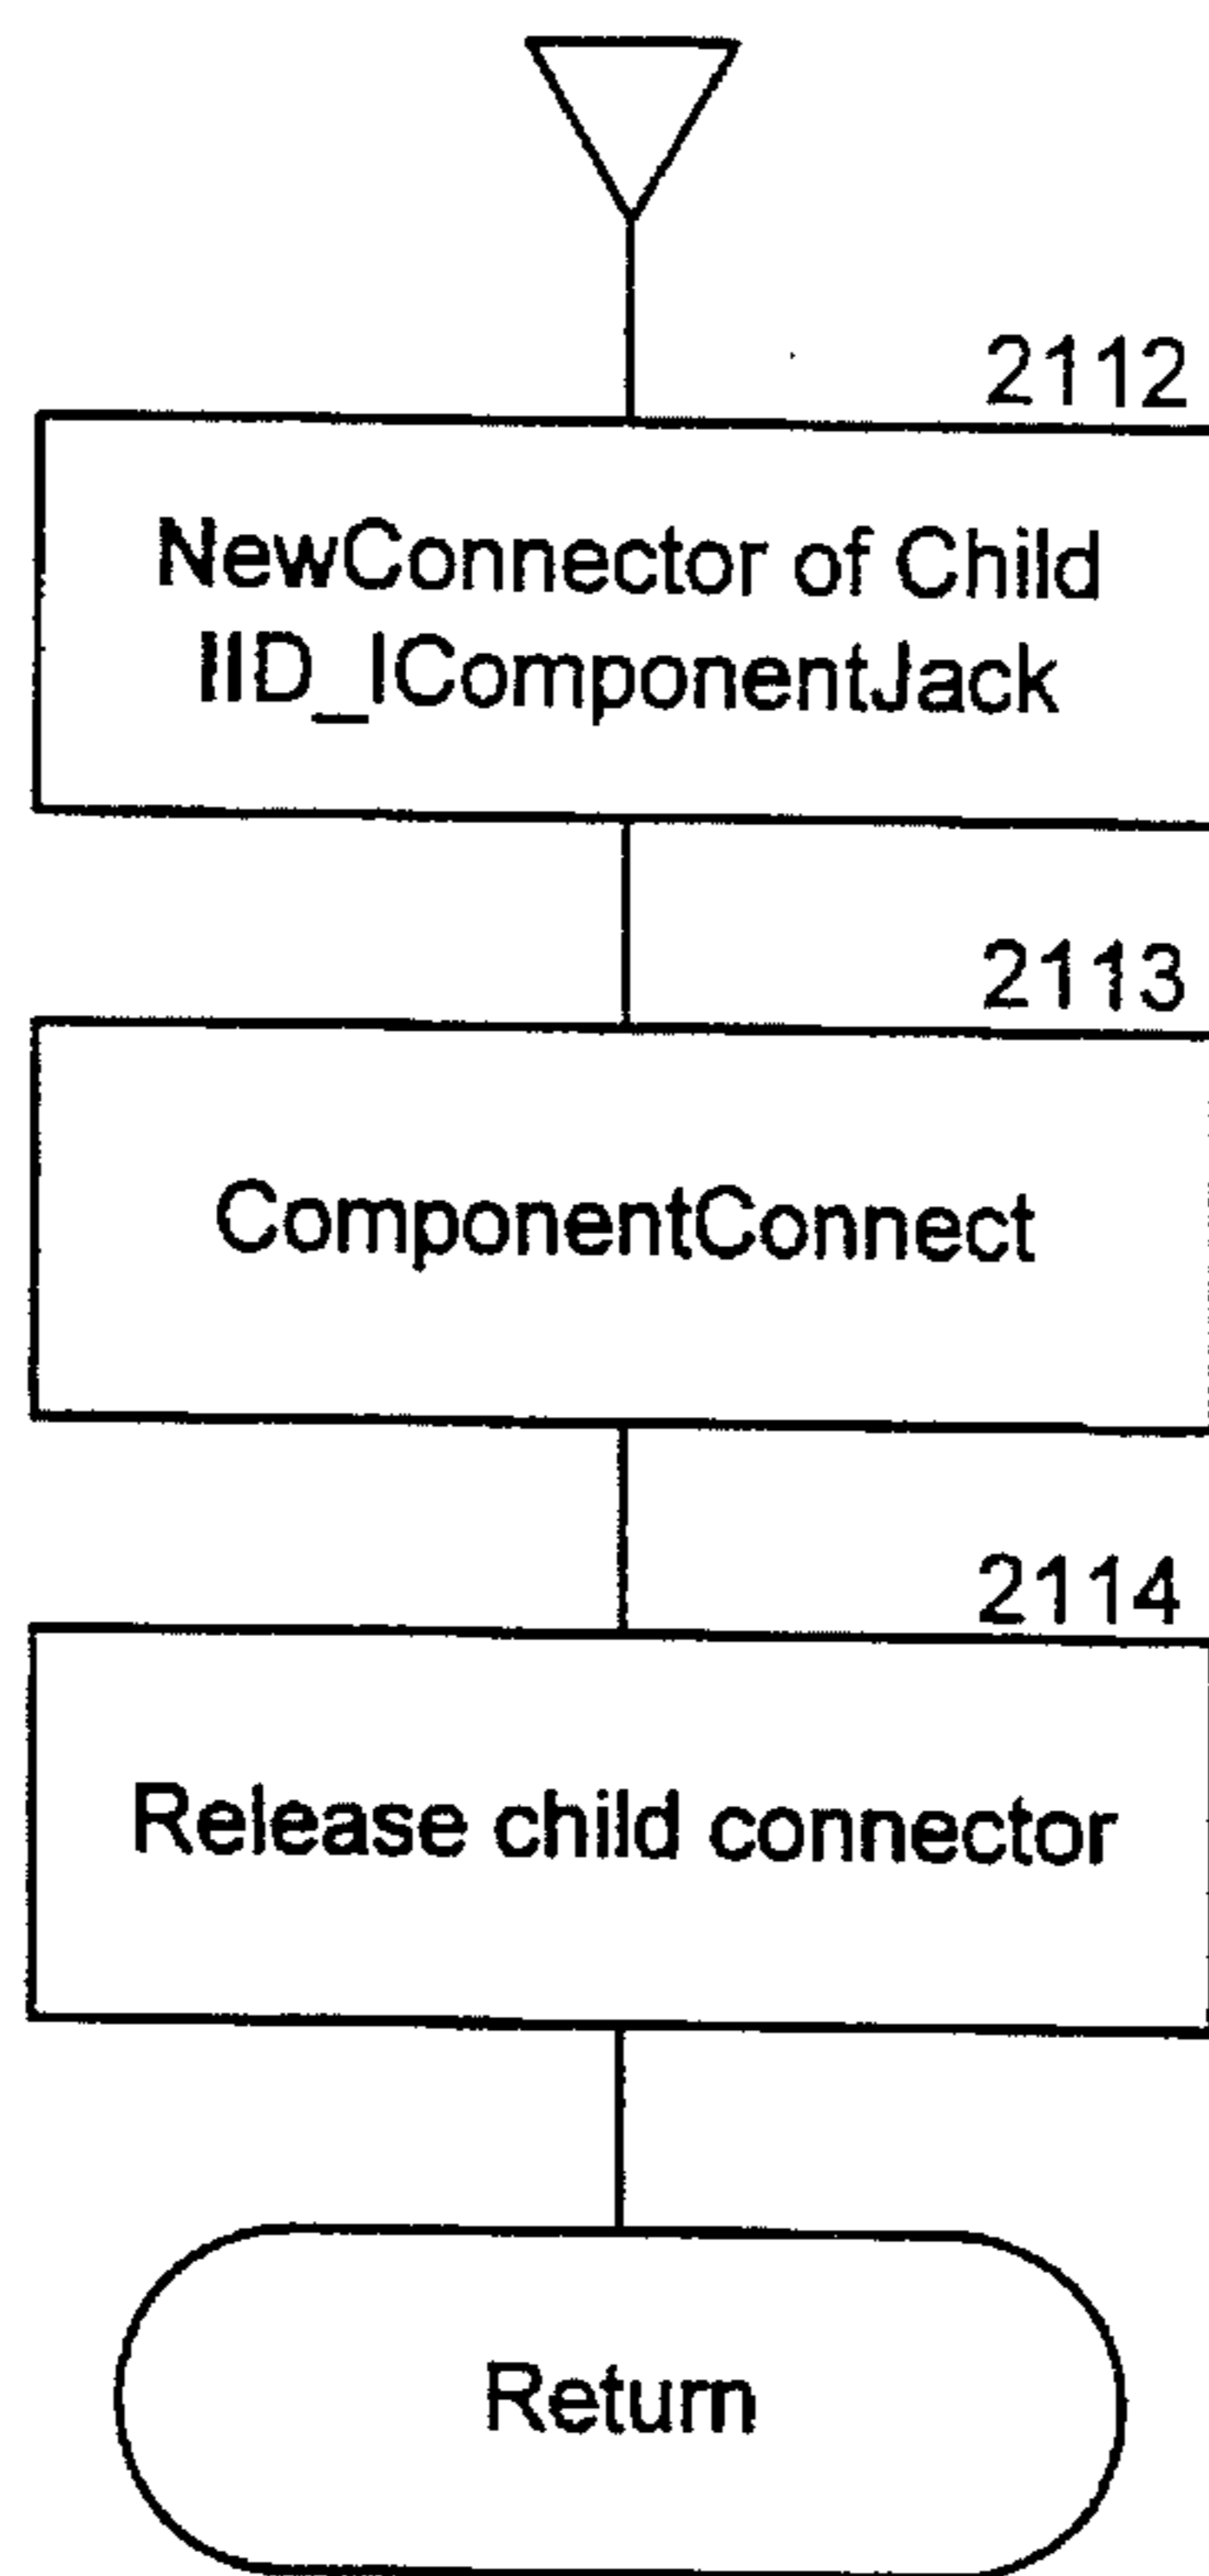 2112
NewConnector of Child
IID_IComponentJack
2113
ComponentConnect
2114
Release child connector
Return